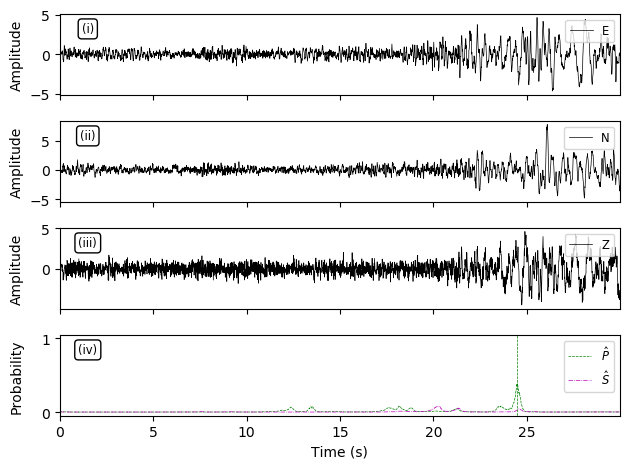 5
0
−5
Amplitude
(i)
E
5
0
−5
Amplitude
(ii)
N
5
0
Amplitude
(iii)
Z
1
0
Probability
(iv)
P̂
Ŝ
0 5 10 15 20 25
Time (s)